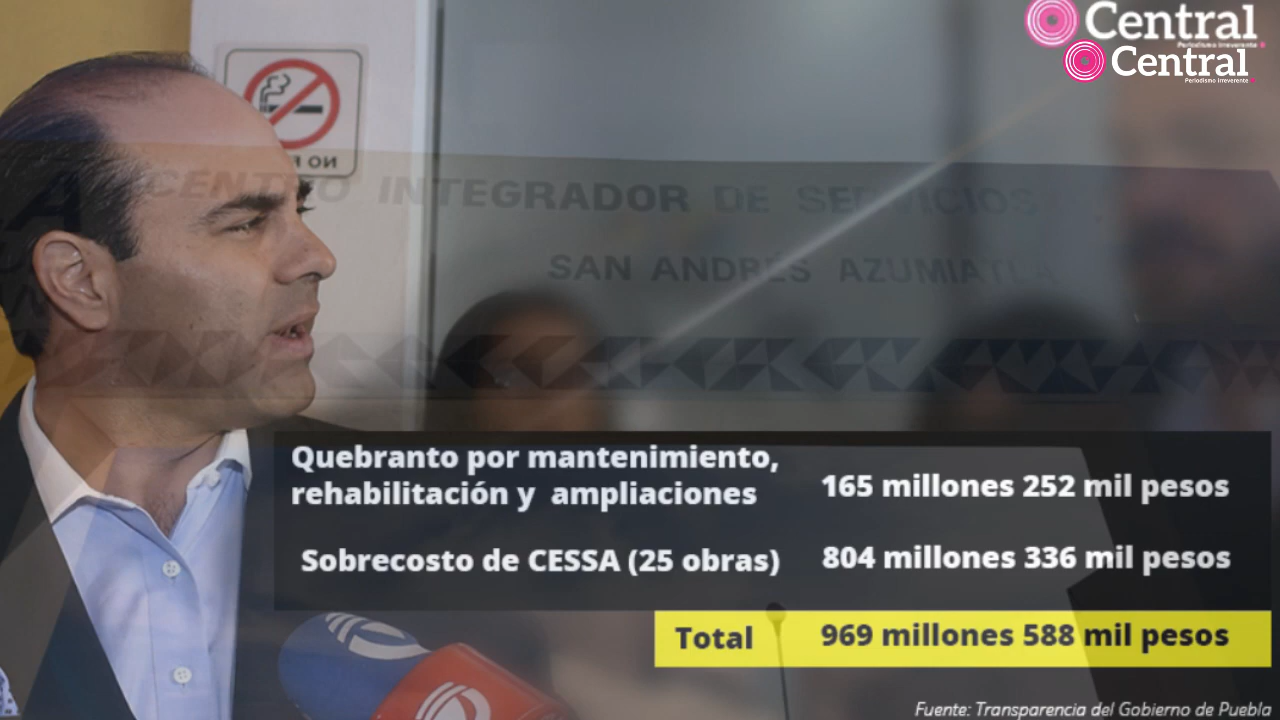 Central
Periodismo Irreverente
Central
Periodismo Irreverente
NO F
CENTRO INTEGRADOR DE SERVICIOS
SAN ANDRES AZUMIATLA
Quebranto por mantenimiento,
rehabilitación y ampliaciones
165 millones 252 mil pesos
Sobrecosto de CESSA (25 obras)
804 millones 336 mil pesos
Total
969 millones 588 mil pesos
Fuente: Transparencia del Gobierno de Puebla